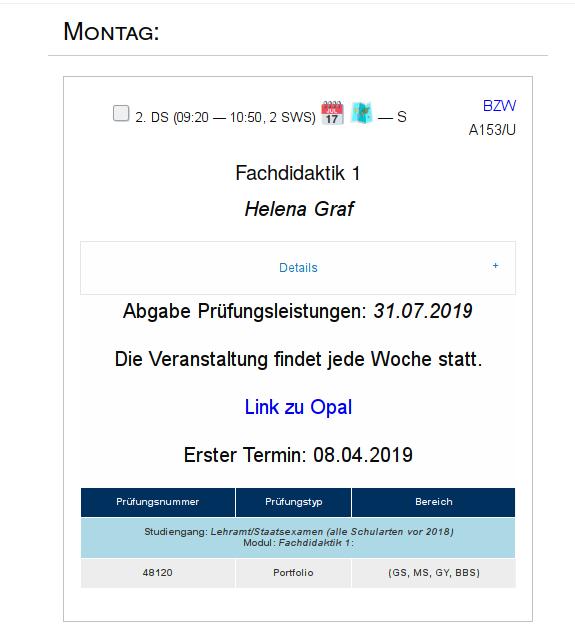 Montag:
2. DS (09:20 — 10:50, 2 SWS) JUL 17 — S
BZW
A153/U
Fachdidaktik 1
Helena Graf
Details +
Abgabe Prüfungsleistungen: 31.07.2019
Die Veranstaltung findet jede Woche statt.
Link zu Opal
Erster Termin: 08.04.2019
Prüfungsnummer Prüfungstyp Bereich
Studiengang: Lehramt/Staatsexamen (alle Schularten vor 2018)
Modul: Fachdidaktik 1:
48120 Portfolio (GS, MS, GY, BBS)